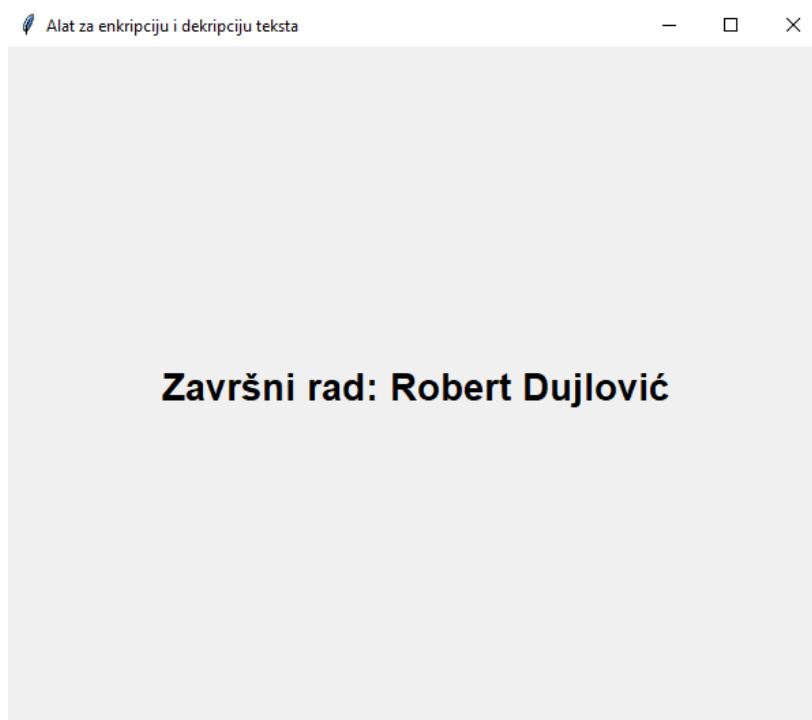 Alat za enkripciju i dekripciju teksta
Završni rad: Robert Dujlović